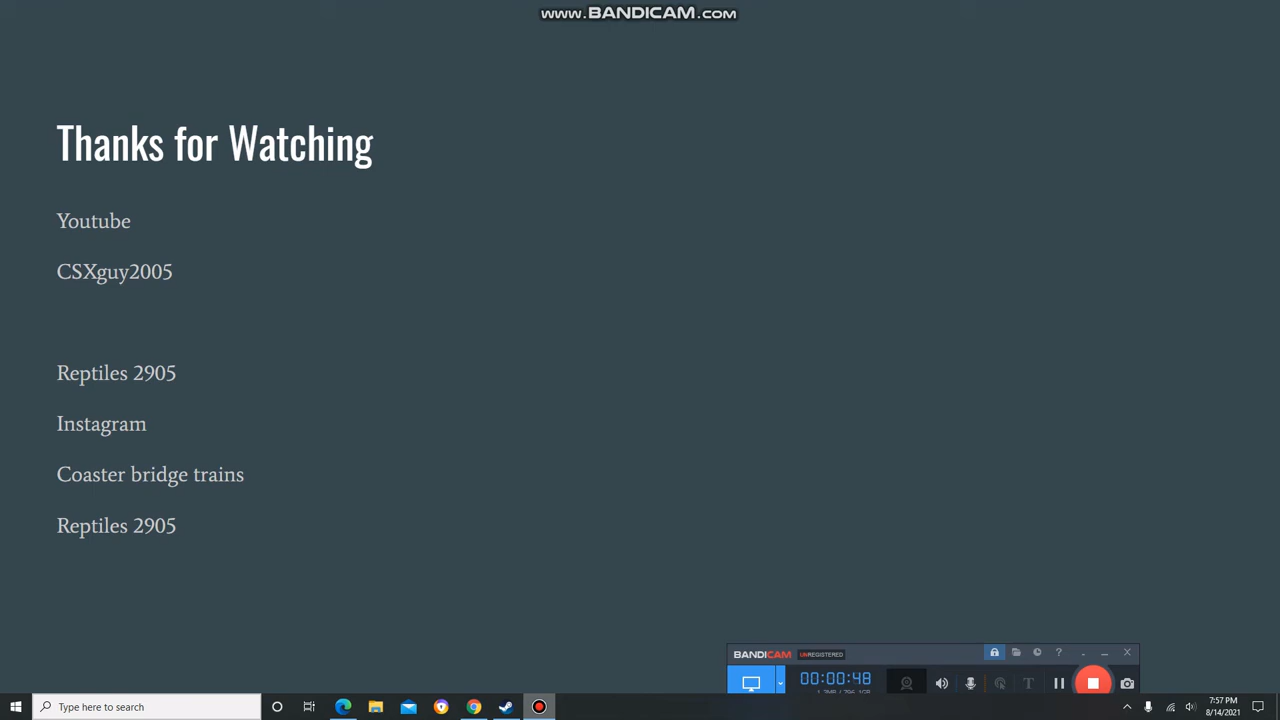 www.BANDICAM.com
Thanks for Watching
Youtube
CSXguy2005
Reptiles 2905
Instagram
Coaster bridge trains
Reptiles 2905
BANDICAM UNREGISTERED
00:00:48
Type here to search
7:57 PM
8/14/2021